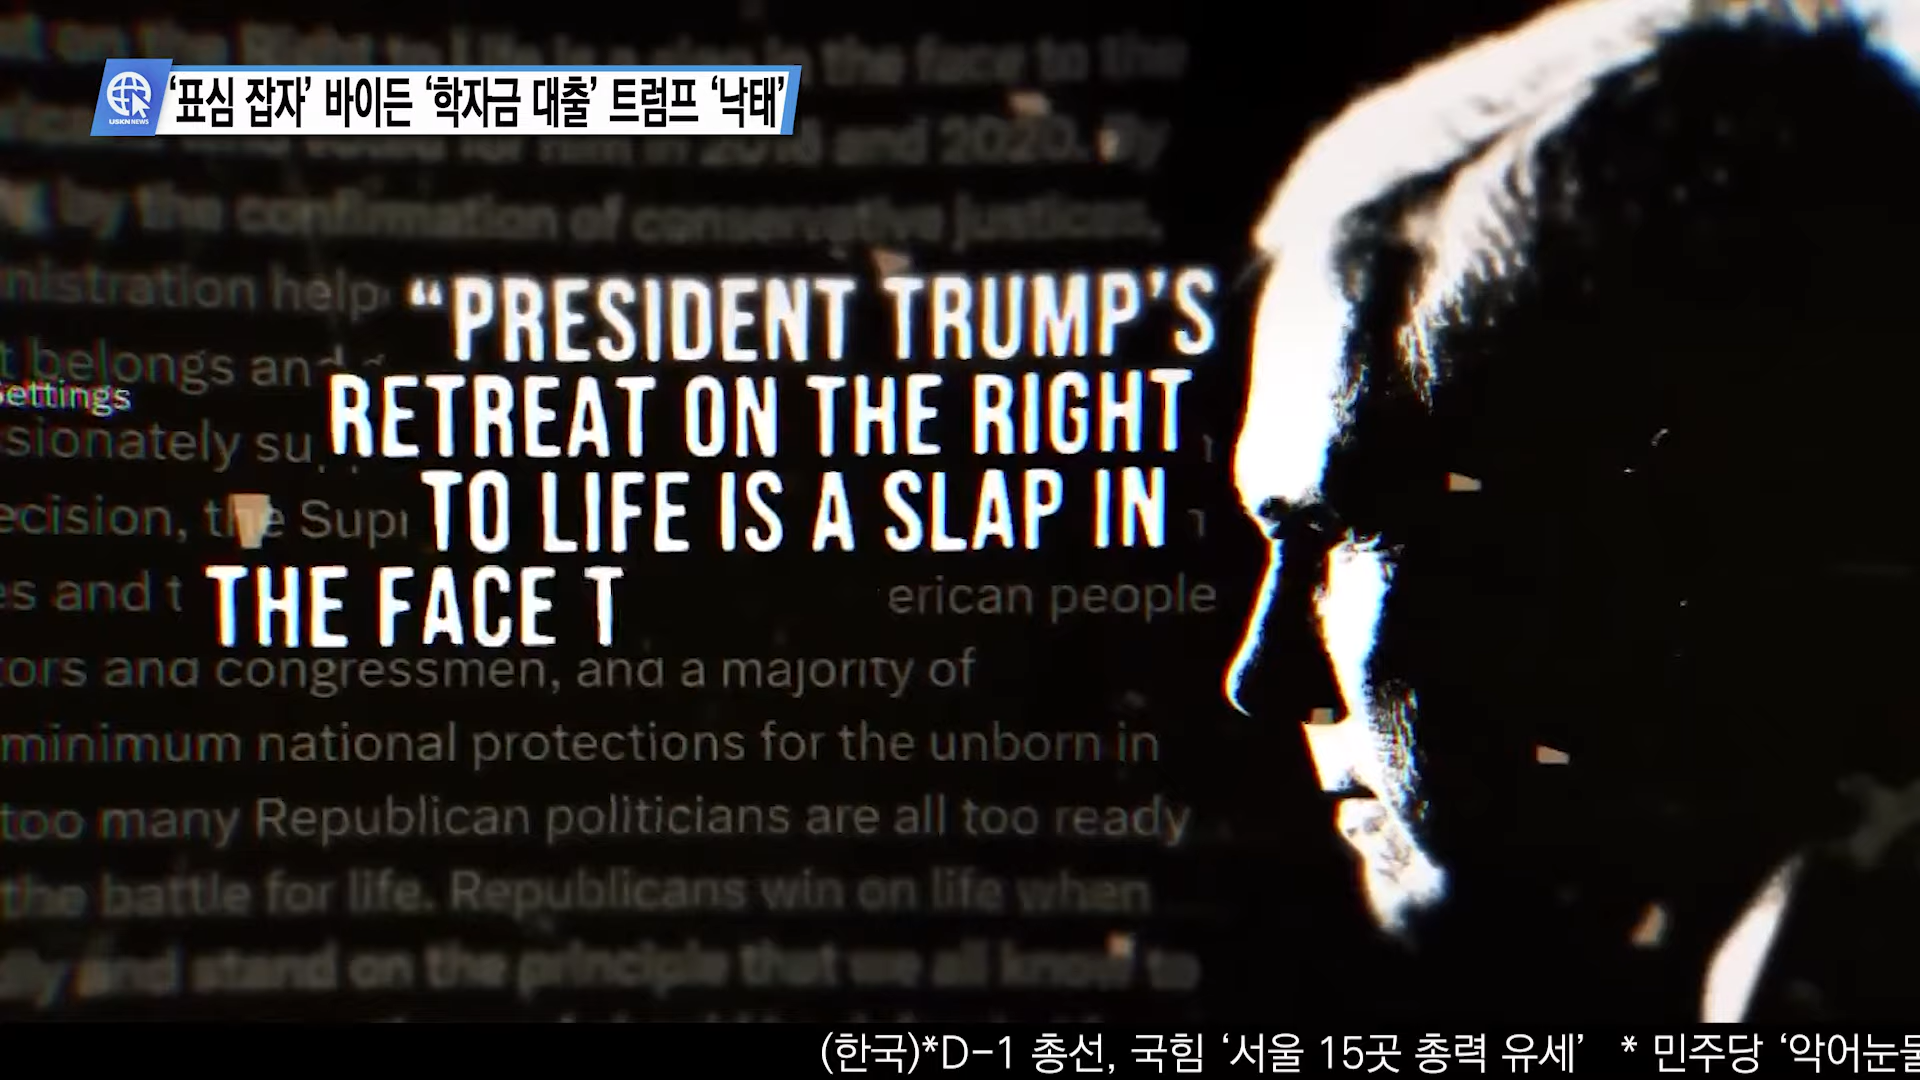 ‘표심 잡자’ 바이든 ‘학자금 대출’ 트럼프 ‘낙태’
USKN NEWS
on the Right to Life is a slap in the face to the
for him in 2016 and 2020. By
by the confirmation of conservative justices,
nistration help
“PRESIDENT TRUMP’S
t belongs an
Settings
RETREAT ON THE RIGHT
sionately su
TO LIFE IS A SLAP IN
ecision, the Supr
THE FACE T
es and t
erican people
tors and congressmen, and a majority of
minimum national protections for the unborn in
too many Republican politicians are all too ready
the battle for life. Republicans win on life when
and stand on the principle that we all know to
(한국)*D-1 총선, 국힘 ‘서울 15곳 총력 유세’ * 민주당 ‘악어눈물